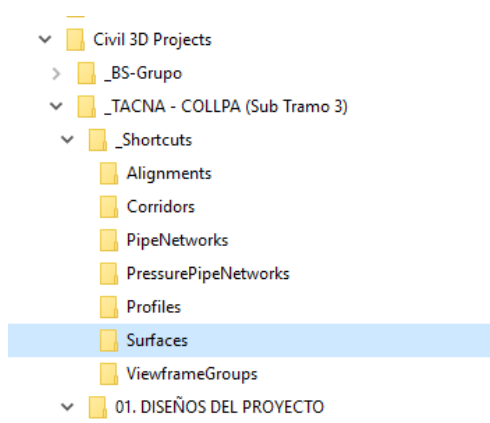 Civil 3D Projects
_BS-Grupo
_TACNA - COLLPA (Sub Tramo 3)
_Shortcuts
Alignments
Corridors
PipeNetworks
PressurePipeNetworks
Profiles
Surfaces
ViewframeGroups
01. DISEÑOS DEL PROYECTO